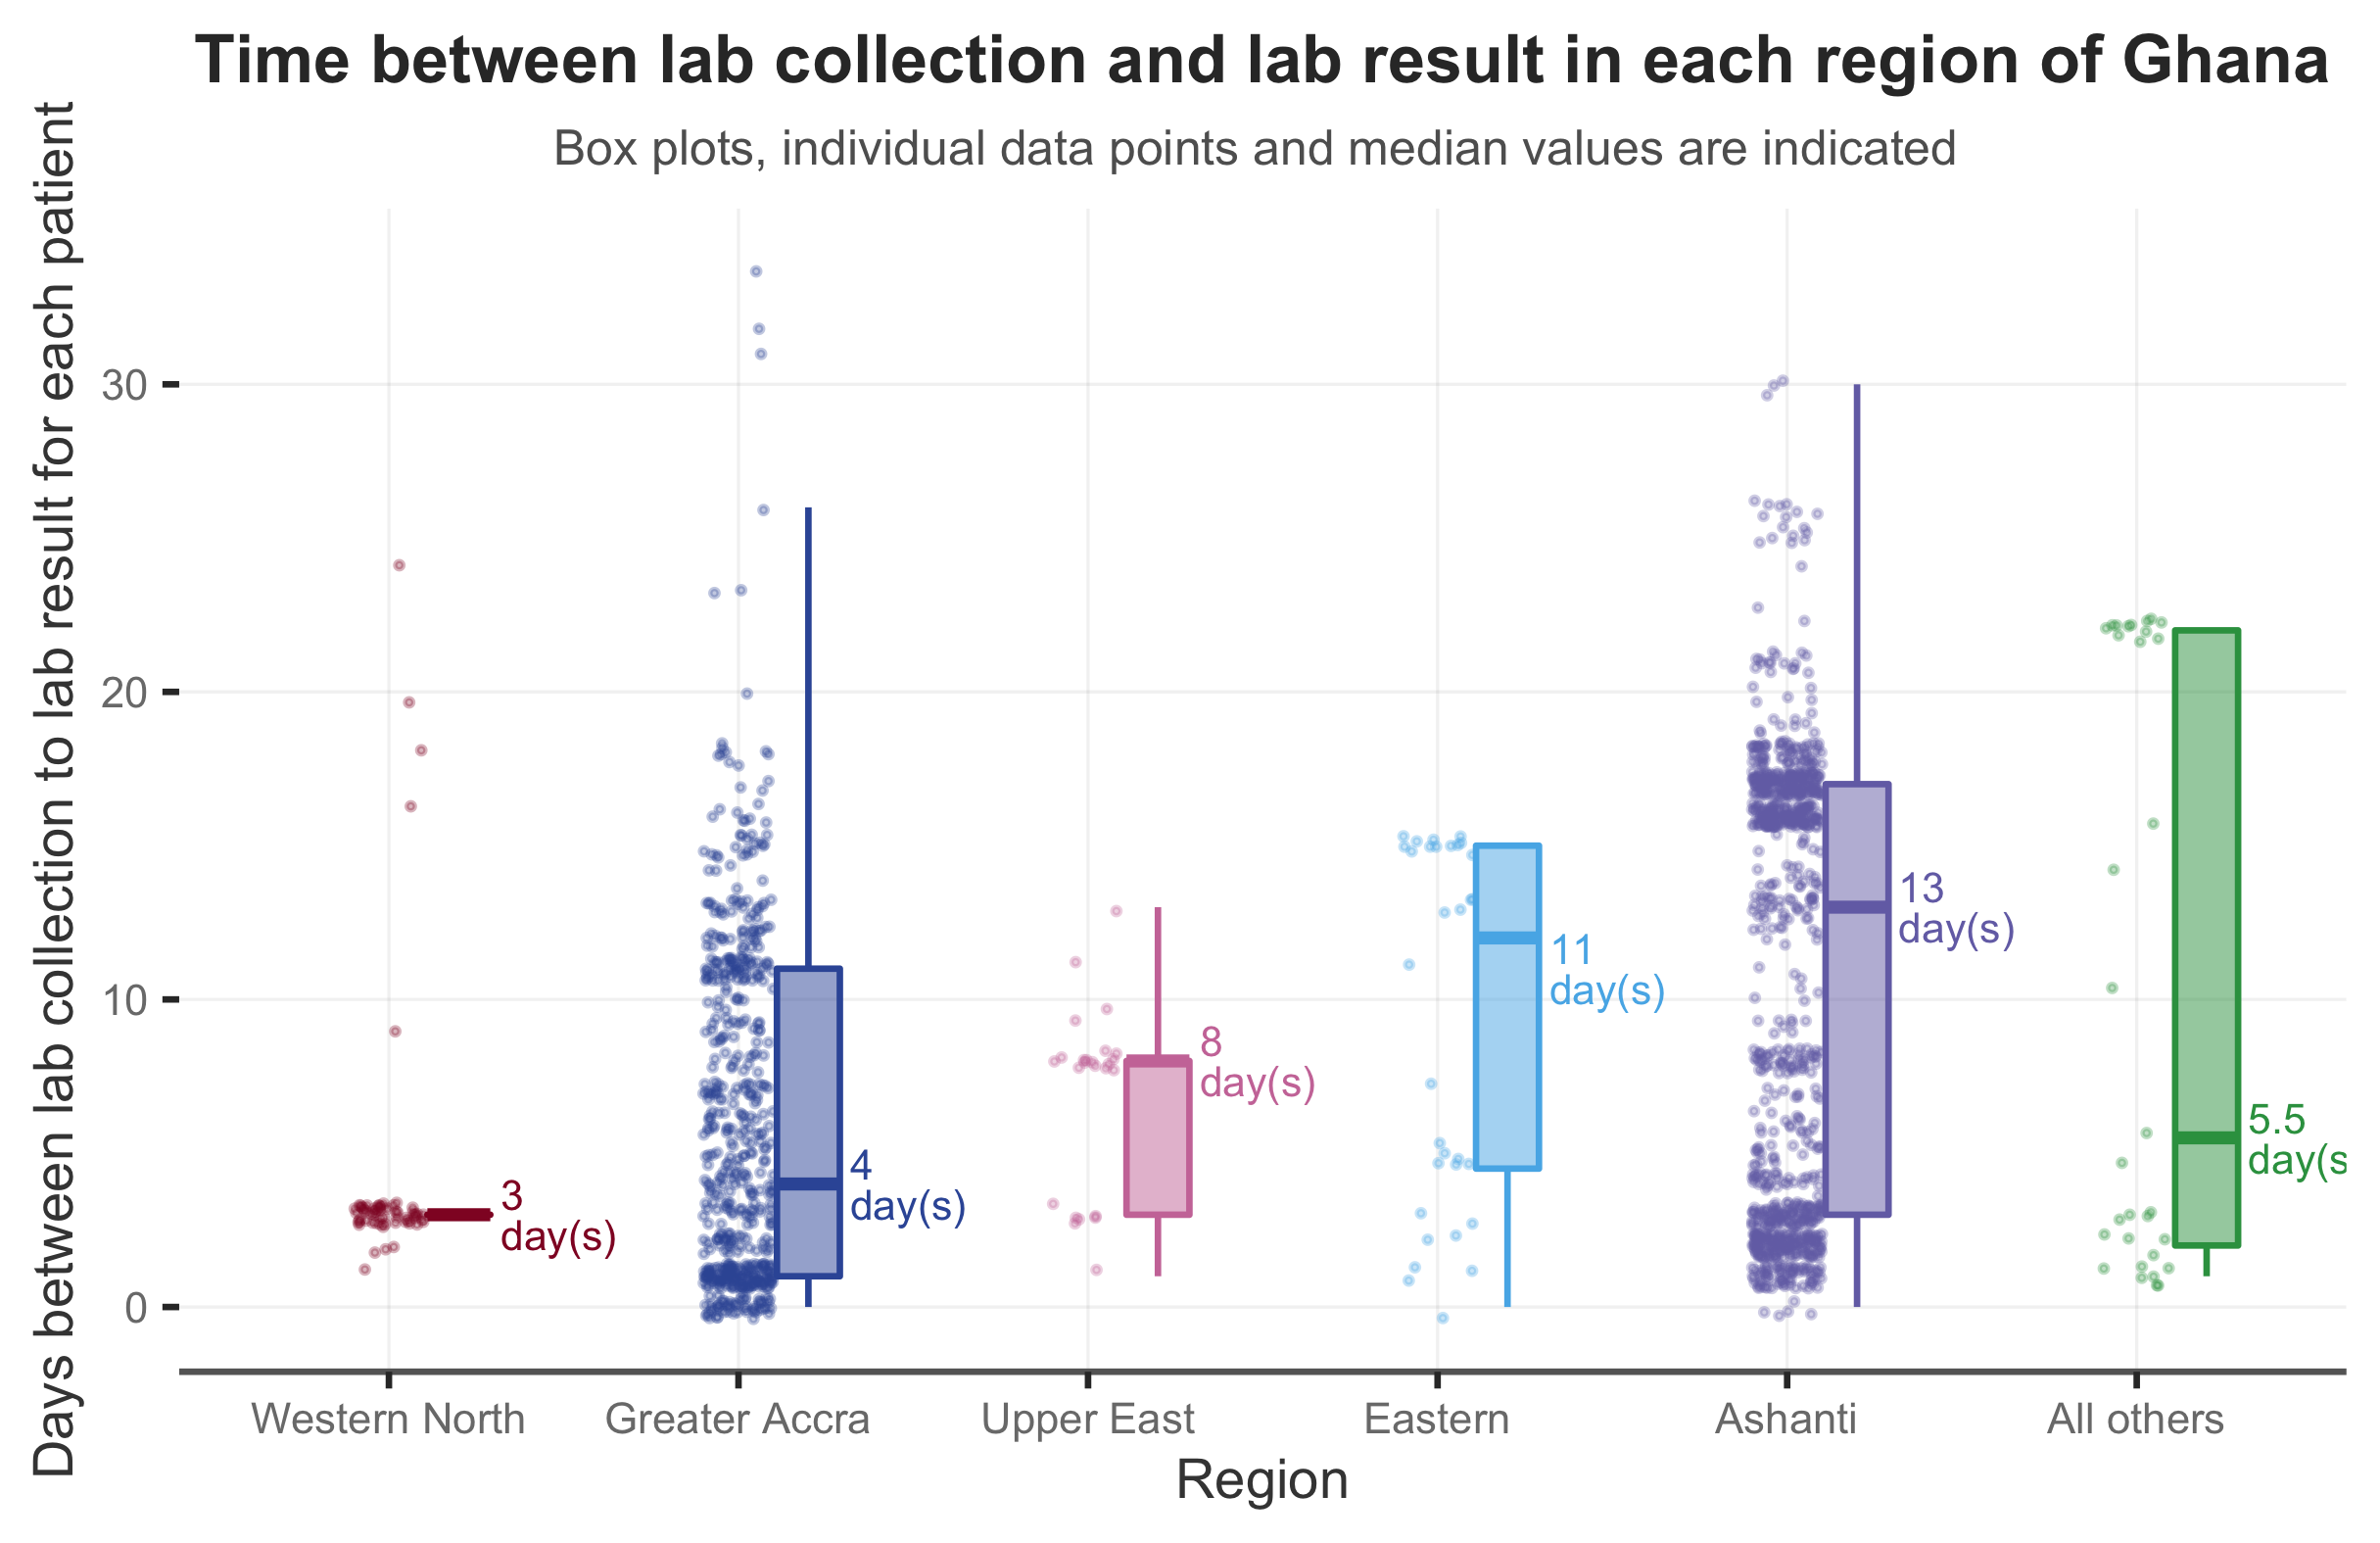 Time between lab collection and lab result in each region of Ghana
Box plots, individual data points and median values are indicated
Days between lab collection to lab result for each patient
30
20
10
0
3
day(s)
4
day(s)
8
day(s)
11
day(s)
13
day(s)
5.5
day(s
Western North
Greater Accra
Upper East
Eastern
Ashanti
All others
Region